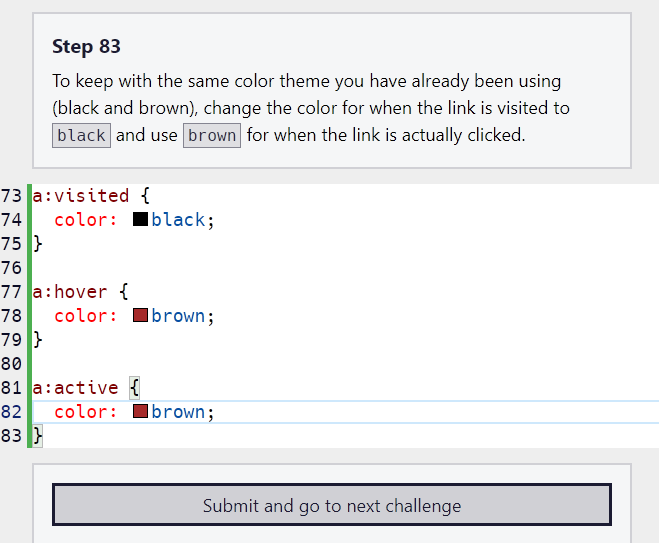 Step 83
To keep with the same color theme you have already been using
(black and brown), change the color for when the link is visited to
black and use brown for when the link is actually clicked.
73 a:visited {
74 color: black;
75 }
76
77 a:hover {
78 color: brown;
79 }
80
81 a:active {
82 color: brown;
83 }
Submit and go to next challenge